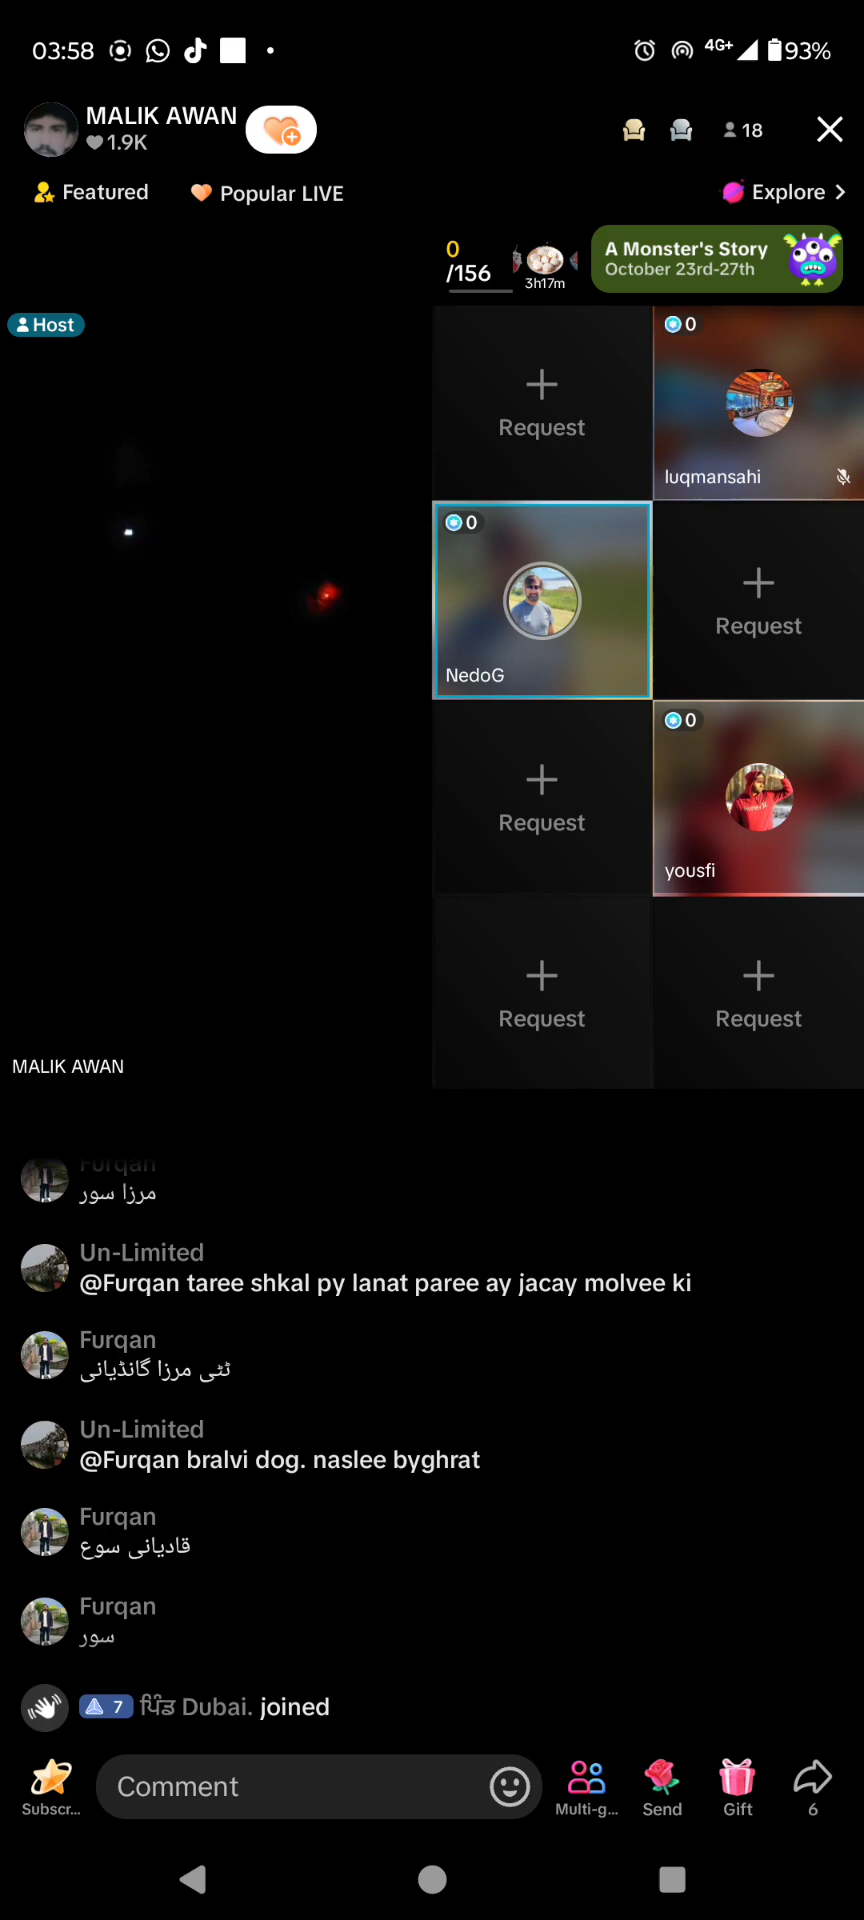 03:58
4G+
93%
MALIK AWAN
1.9K
18
Featured
Popular LIVE
Explore
0
/156
3h17m
A Monster's Story
October 23rd-27th
Host
Request
0
luqmansahi
0
NedoG
Request
Request
0
yousfi
Request
Request
MALIK AWAN
Furqan
مرزا سور
Un-Limited
@Furqan taree shkal py lanat paree ay jacay molvee ki
Furqan
ٹٹی مرزا گانڈیانی
Un-Limited
@Furqan bralvi dog. naslee byghrat
Furqan
قادیانی سوع
Furqan
سور
7 ਪਿੰਡ Dubai. joined
Comment
Subscr...
Multi-g...
Send
Gift
6